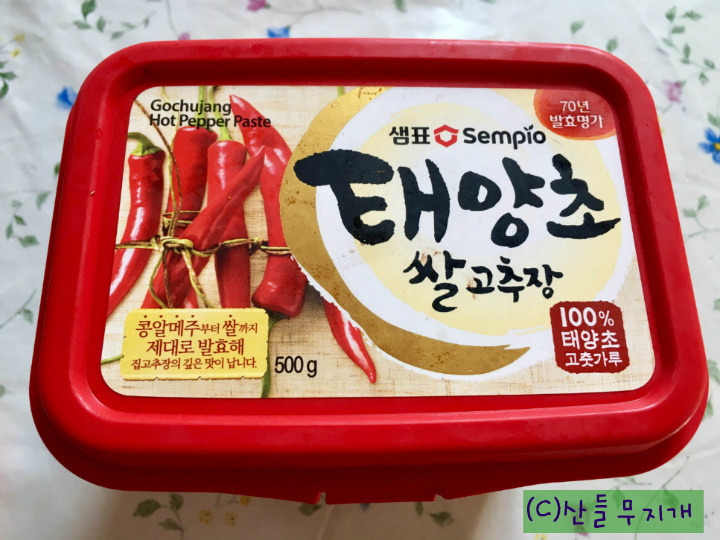 Gochujang
Hot Pepper Paste
70년
발효명가
샘표 Sempio
태양초
쌀고추장
콩알메주부터 쌀까지
제대로 발효해
집고추장의 깊은 맛이 납니다.
500 g
100%
태양초
고춧가루
(C)산들무지개